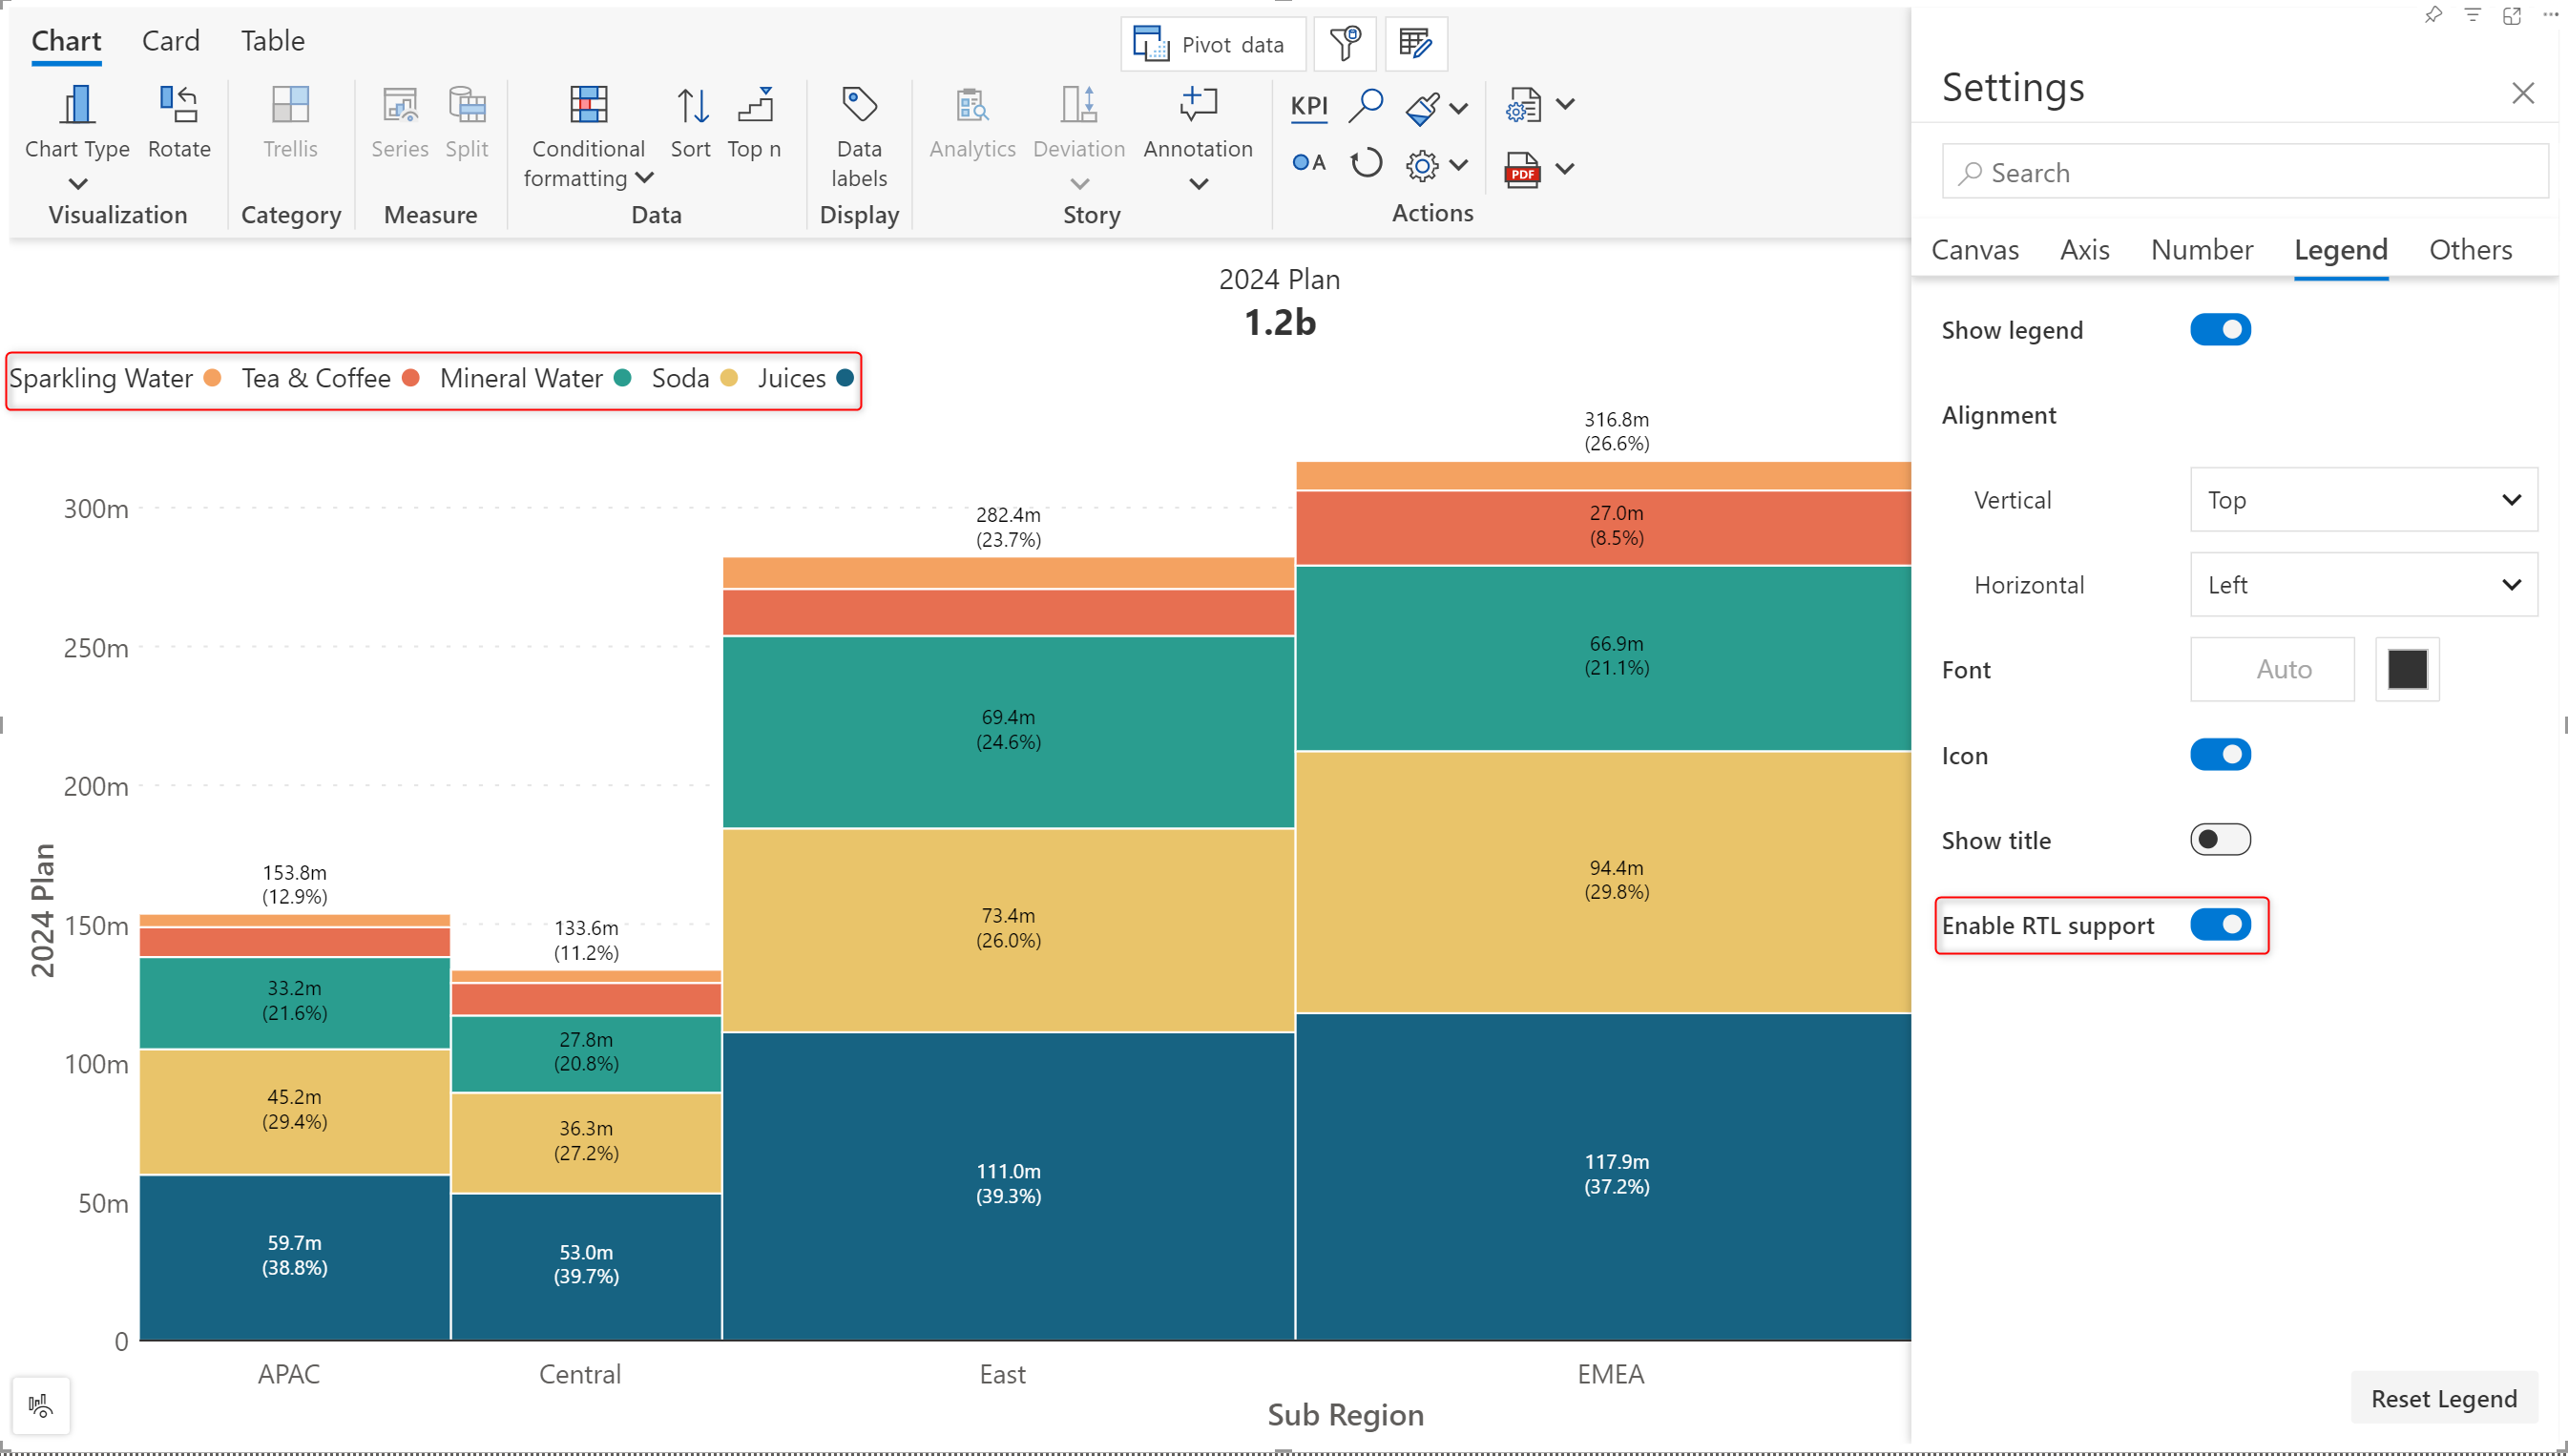 Chart Card Table
Pivot data
Chart Type
Rotate
Visualization
Trellis
Category
Series
Split
Measure
Conditional
formatting
Sort
Top n
Data
Data
labels
Display
Analytics
Deviation
Annotation
Story
KPI
A
PDF
Actions
Settings
Search
Canvas Axis Number Legend Others
Show legend
Alignment
Vertical Top
Horizontal Left
Font Auto
Icon
Show title
Enable RTL support
Reset Legend
2024 Plan
1.2b
Sparkling Water Tea & Coffee Mineral Water Soda Juices
2024 Plan
300m
250m
200m
150m
100m
50m
0
153.8m
(12.9%)
33.2m
(21.6%)
45.2m
(29.4%)
59.7m
(38.8%)
133.6m
(11.2%)
27.8m
(20.8%)
36.3m
(27.2%)
53.0m
(39.7%)
282.4m
(23.7%)
69.4m
(24.6%)
73.4m
(26.0%)
111.0m
(39.3%)
316.8m
(26.6%)
27.0m
(8.5%)
66.9m
(21.1%)
94.4m
(29.8%)
117.9m
(37.2%)
APAC Central East EMEA
Sub Region